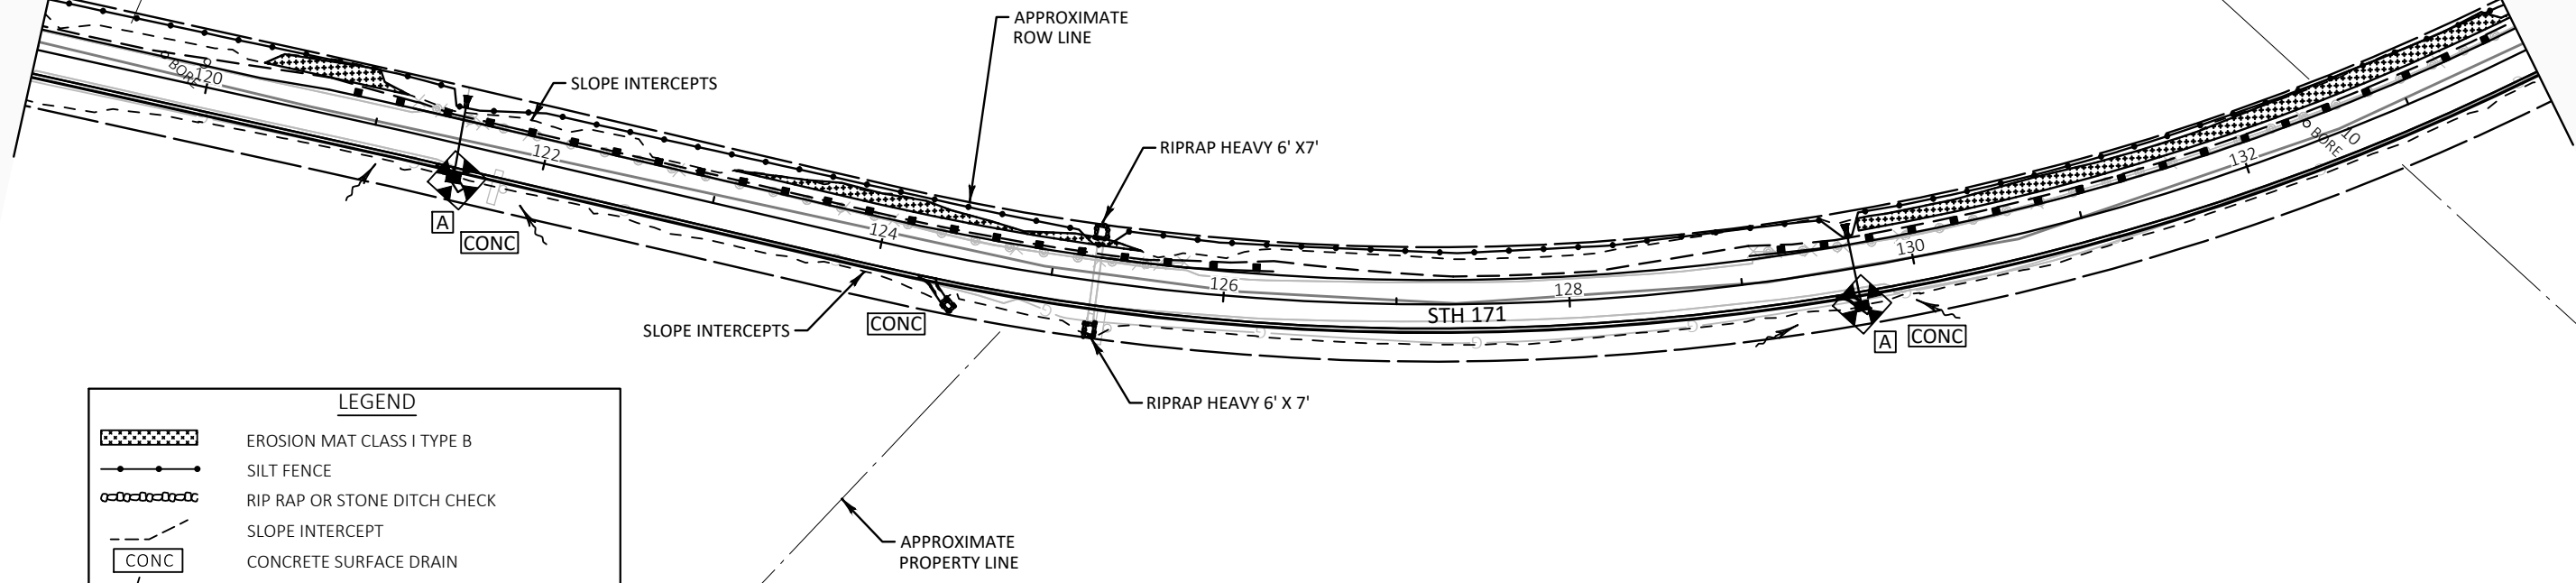 APPROXIMATE
ROW LINE
9
BORE
120
SLOPE INTERCEPTS
RIPRAP HEAVY 6' X7'
122
A
CONC
124
SLOPE INTERCEPTS
CONC
126
128
STH 171
130
132
10
BORE
A
CONC
RIPRAP HEAVY 6' X 7'
APPROXIMATE
PROPERTY LINE
LEGEND
EROSION MAT CLASS I TYPE B
SILT FENCE
RIP RAP OR STONE DITCH CHECK
SLOPE INTERCEPT
CONC CONCRETE SURFACE DRAIN